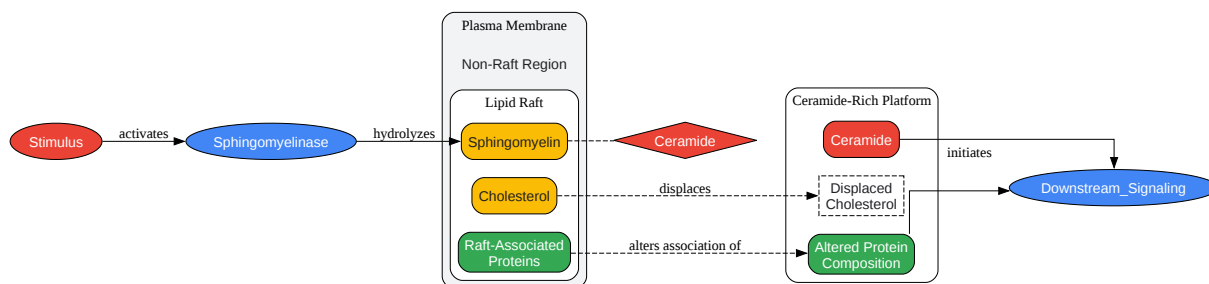 Plasma Membrane
Non-Raft Region
Lipid Raft
Ceramide-Rich Platform
Stimulus
activates
Sphingomyelinase
hydrolyzes
Sphingomyelin
Ceramide
Ceramide
initiates
Downstream_Signaling
Cholesterol
displaces
Displaced
Cholesterol
Raft-Associated
Proteins
alters association of
Altered Protein
Composition